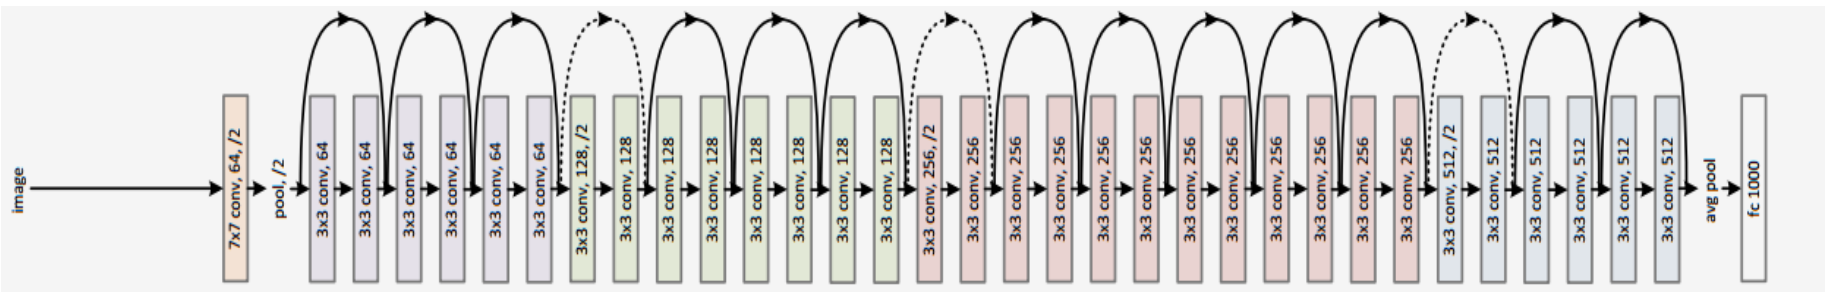 image
7x7 conv, 64, /2
pool, /2
3x3 conv, 64
3x3 conv, 64
3x3 conv, 64
3x3 conv, 64
3x3 conv, 64
3x3 conv, 64
3x3 conv, 128, /2
3x3 conv, 128
3x3 conv, 128
3x3 conv, 128
3x3 conv, 128
3x3 conv, 128
3x3 conv, 128
3x3 conv, 128
3x3 conv, 256, /2
3x3 conv, 256
3x3 conv, 256
3x3 conv, 256
3x3 conv, 256
3x3 conv, 256
3x3 conv, 256
3x3 conv, 256
3x3 conv, 256
3x3 conv, 256
3x3 conv, 256
3x3 conv, 256
3x3 conv, 512, /2
3x3 conv, 512
3x3 conv, 512
3x3 conv, 512
3x3 conv, 512
3x3 conv, 512
avg pool
fc 1000